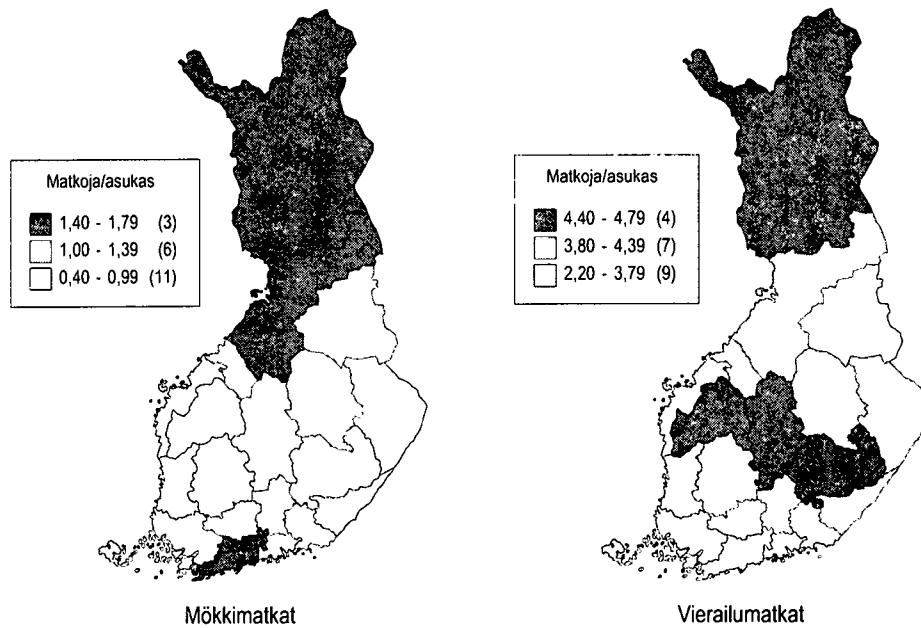 Matkoja/asukas
1,40 - 1,79 (3)
1,00 - 1,39 (6)
0,40 - 0,99 (11)
Mökkimatkat
Matkoja/asukas
4,40 - 4,79 (4)
3,80 - 4,39 (7)
2,20 - 3,79 (9)
Vierailumatkat